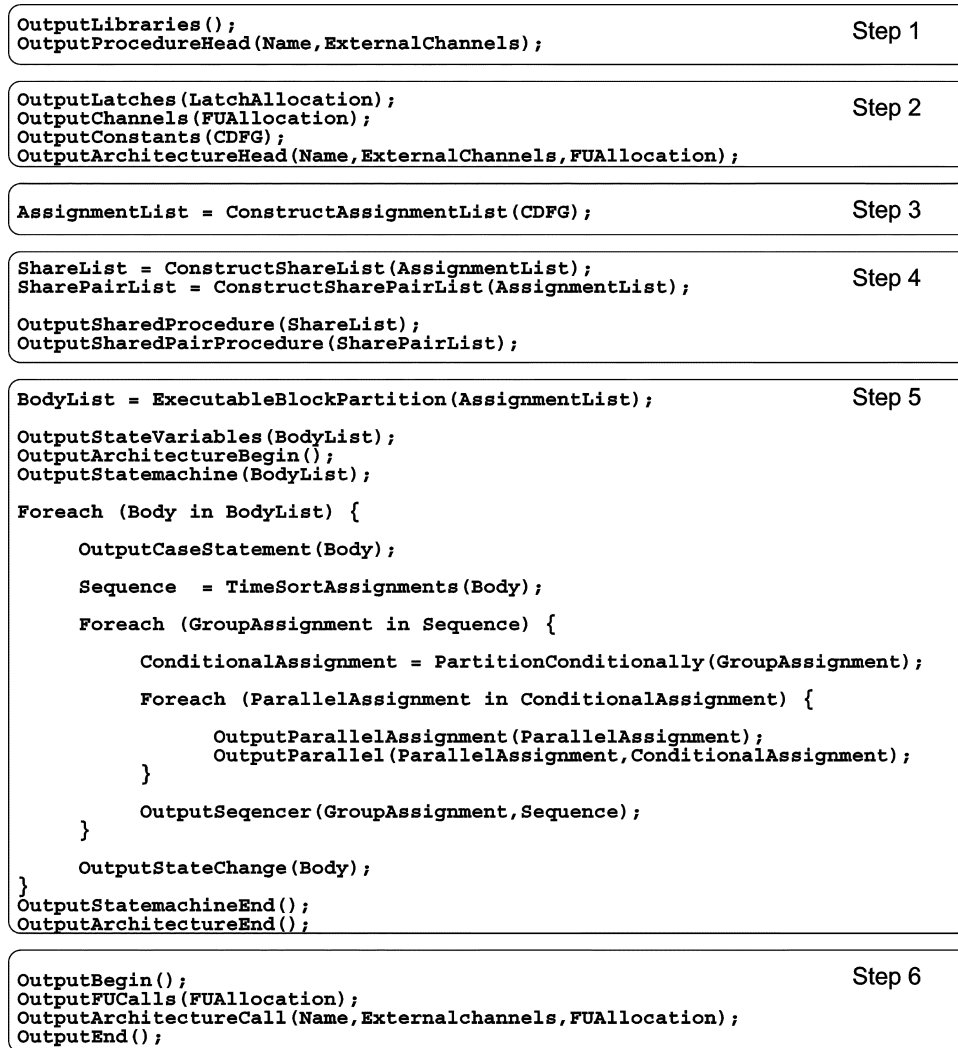 OutputLibraries(); Step 1
OutputProcedureHead(Name,ExternalChannels);
OutputLatches(LatchAllocation); Step 2
OutputChannels(FUAllocation);
OutputConstants(CDFG);
OutputArchitectureHead(Name,ExternalChannels,FUAllocation);
AssignmentList = ConstructAssignmentList(CDFG); Step 3
ShareList = ConstructShareList(AssignmentList); Step 4
SharePairList = ConstructSharePairList(AssignmentList);
OutputSharedProcedure(ShareList);
OutputSharedPairProcedure(SharePairList);
BodyList = ExecutableBlockPartition(AssignmentList); Step 5
OutputStateVariables(BodyList);
OutputArchitectureBegin();
OutputStatemachine(BodyList);
Foreach (Body in BodyList) {
OutputCaseStatement(Body);
Sequence = TimeSortAssignments(Body);
Foreach (GroupAssignment in Sequence) {
ConditionalAssignment = PartitionConditionally(GroupAssignment);
Foreach (ParallelAssignment in ConditionalAssignment) {
OutputParallelAssignment(ParallelAssignment);
OutputParallel(ParallelAssignment,ConditionalAssignment);
}
OutputSeqencer(GroupAssignment,Sequence);
}
OutputStateChange(Body);
}
OutputStatemachineEnd();
OutputArchitectureEnd();
OutputBegin(); Step 6
OutputFUCalls(FUAllocation);
OutputArchitectureCall(Name,Externalchannels,FUAllocation);
OutputEnd();